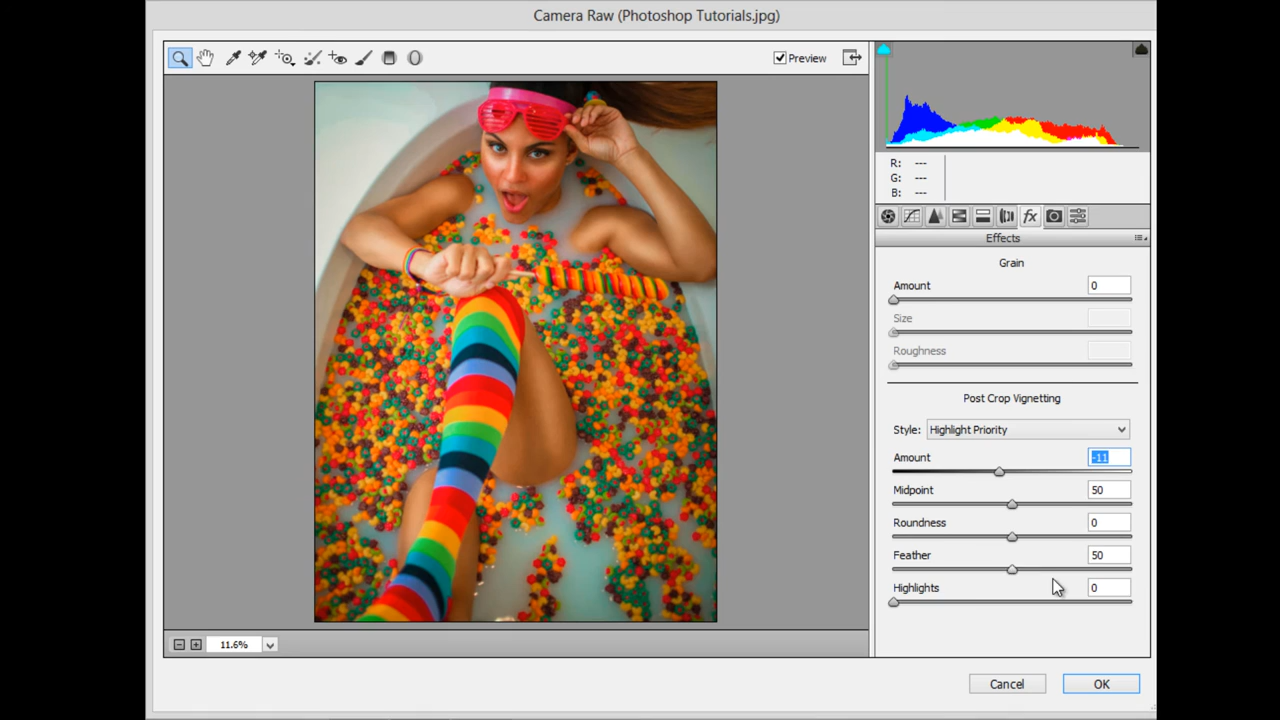 Camera Raw (Photoshop Tutorials.jpg)
Preview
R: ---
G: ---
B: ---
fx
Effects
Grain
Amount 0
Size
Roughness
Post Crop Vignetting
Style: Highlight Priority
Amount -11
Midpoint 50
Roundness 0
Feather 50
Highlights 0
11.6%
Cancel OK